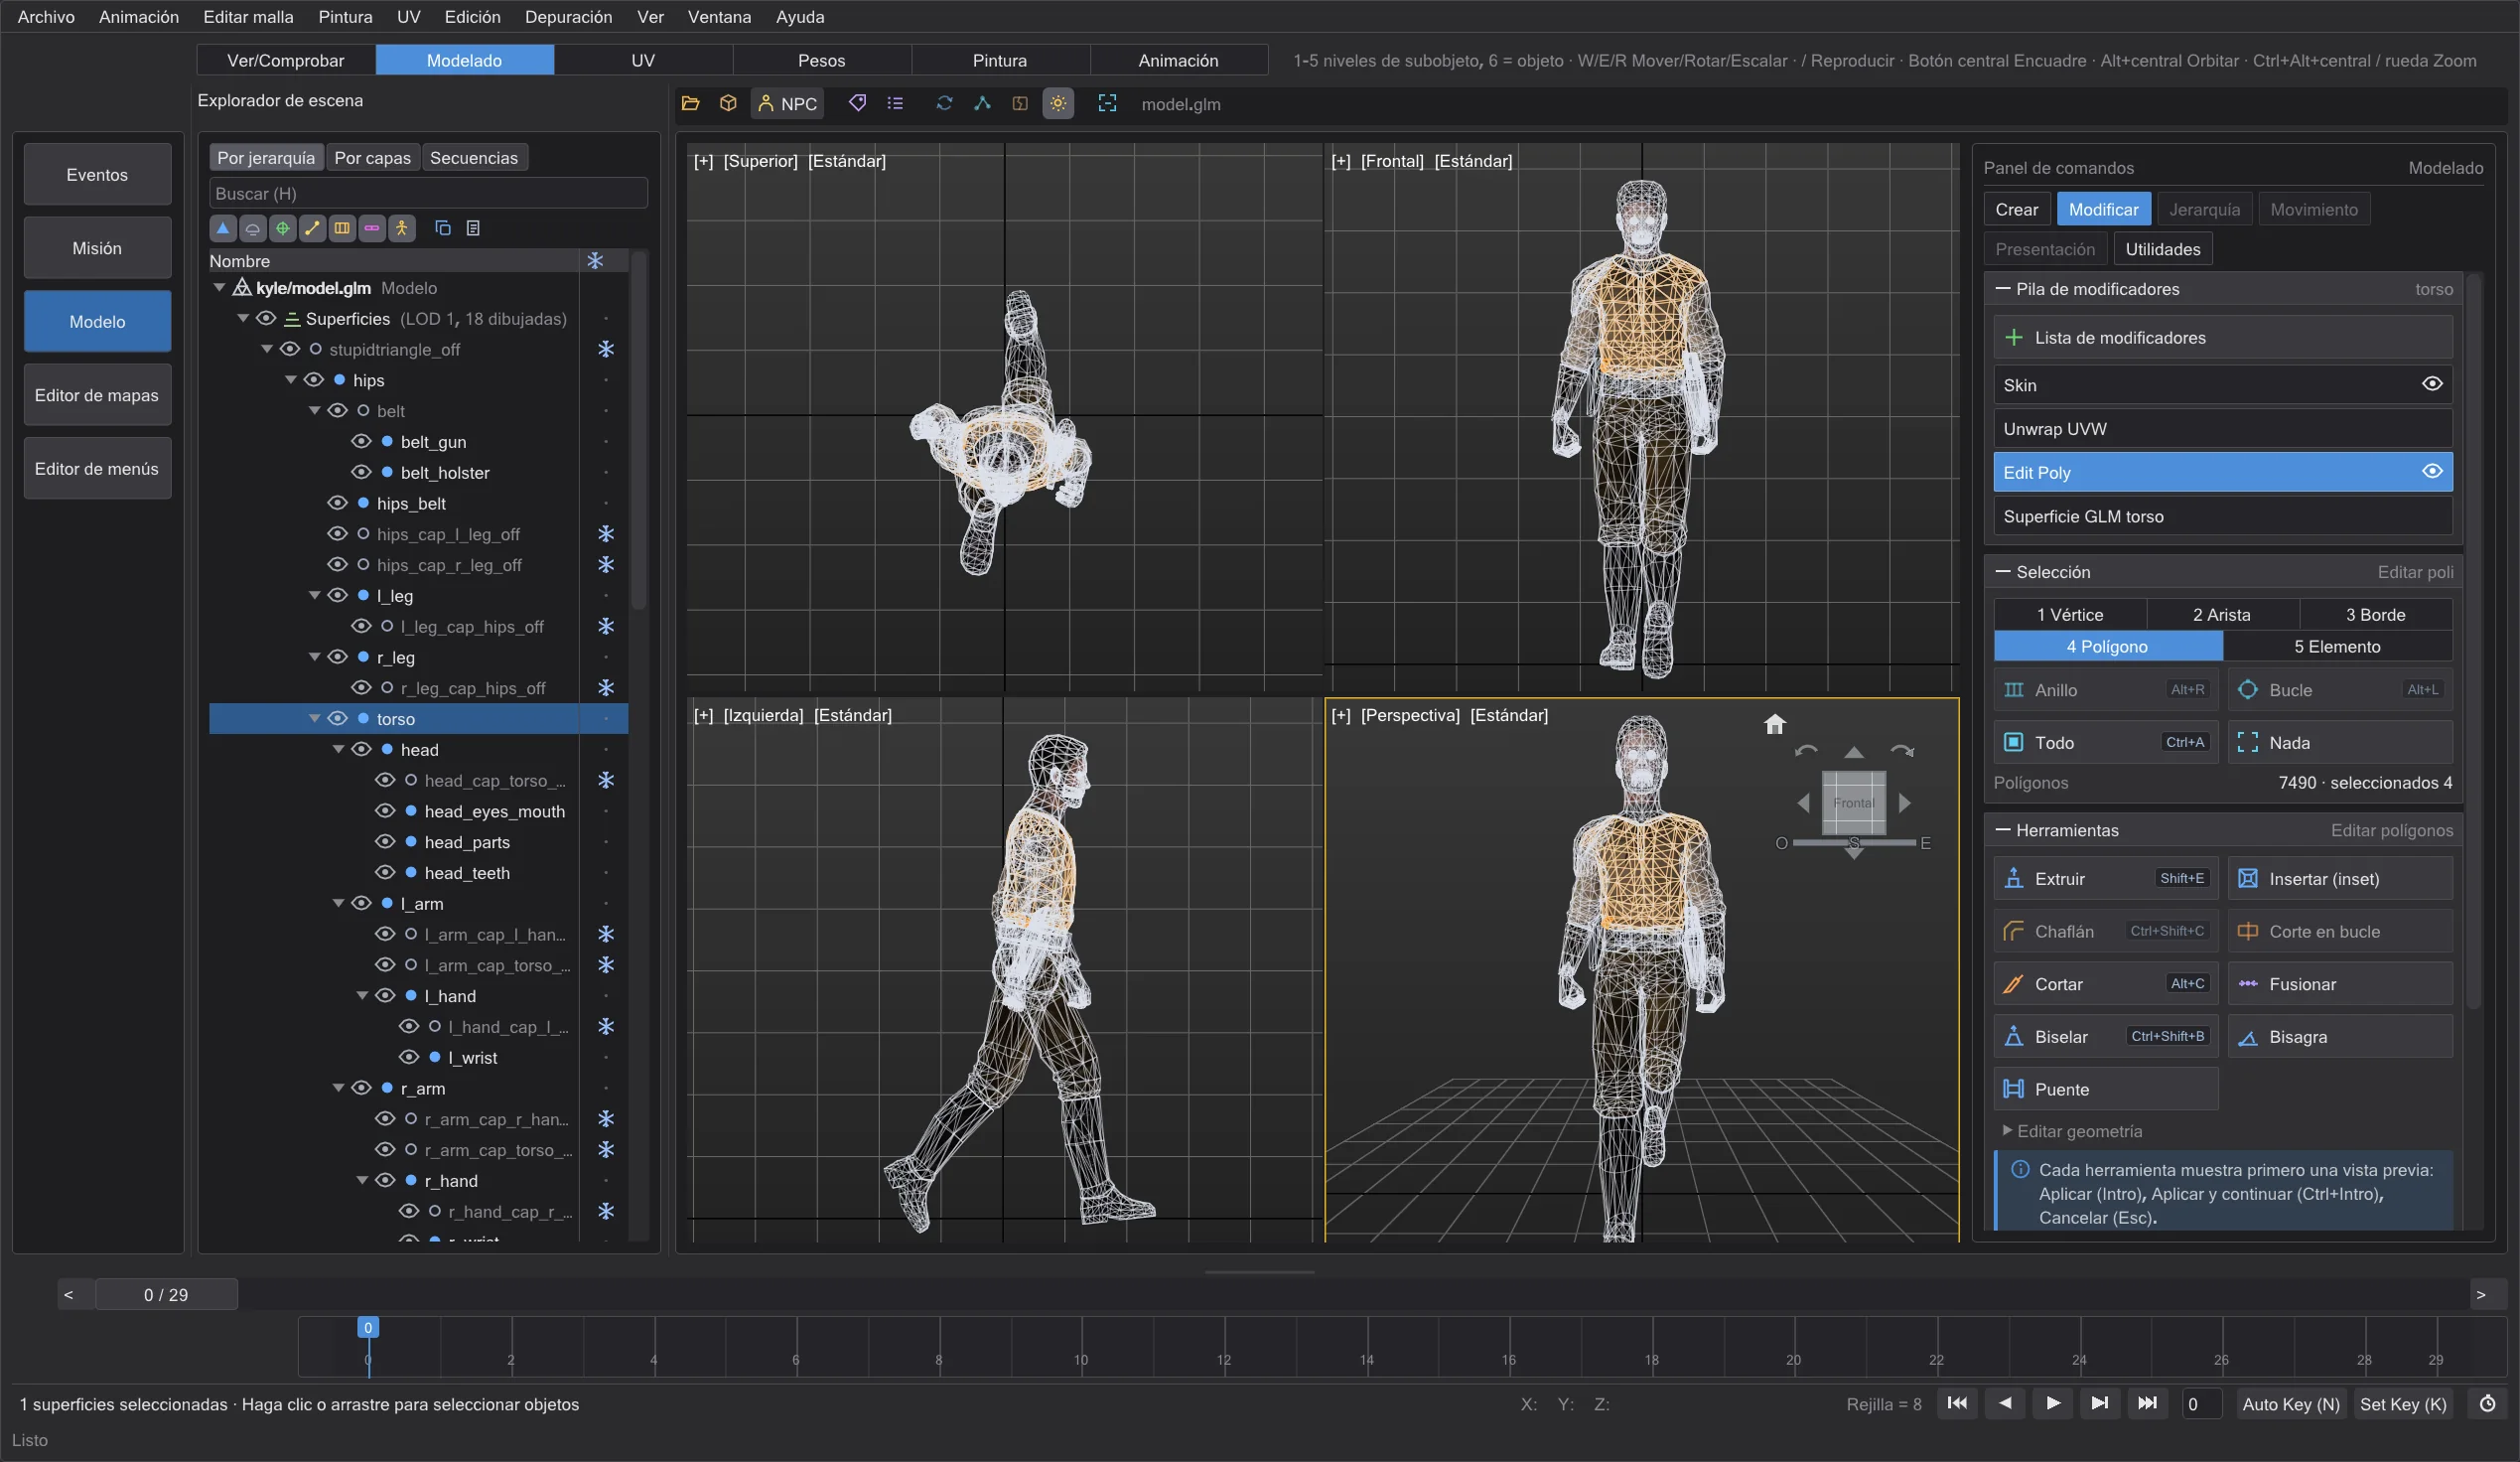 Archivo Animación Editar malla Pintura UV Edición Depuración Ver Ventana Ayuda
Ver/Comprobar Modelado UV Pesos Pintura Animación
1-5 niveles de subobjeto, 6 = objeto · W/E/R Mover/Rotar/Escalar · / Reproducir · Botón central Encuadre · Alt+central Orbitar · Ctrl+Alt+central / rueda Zoom
Explorador de escena
NPC model.glm
Eventos
Misión
Modelo
Editor de mapas
Editor de menús
Por jerarquía Por capas Secuencias
Buscar (H)
Nombre
kyle/model.glm Modelo
Superficies (LOD 1, 18 dibujadas)
stupidtriangle_off
hips
belt
belt_gun
belt_holster
hips_belt
hips_cap_l_leg_off
hips_cap_r_leg_off
l_leg
l_leg_cap_hips_off
r_leg
r_leg_cap_hips_off
torso
head
head_cap_torso_...
head_eyes_mouth
head_parts
head_teeth
l_arm
l_arm_cap_l_han...
l_arm_cap_torso_...
l_hand
l_hand_cap_l_...
l_wrist
r_arm
r_arm_cap_r_han...
r_arm_cap_torso_...
r_hand
r_hand_cap_r_...
r_wrist
[+] [Superior] [Estándar]
[+] [Frontal] [Estándar]
[+] [Izquierda] [Estándar]
[+] [Perspectiva] [Estándar]
Frontal
O S E
Panel de comandos Modelado
Crear Modificar Jerarquía Movimiento
Presentación Utilidades
Pila de modificadores torso
Lista de modificadores
Skin
Unwrap UVW
Edit Poly
Superficie GLM torso
Selección Editar poli
1 Vértice 2 Arista 3 Borde
4 Polígono 5 Elemento
Anillo Alt+R Bucle Alt+L
Todo Ctrl+A Nada
Polígonos 7490 · seleccionados 4
Herramientas Editar polígonos
Extruir Shift+E Insertar (inset)
Chaflán Ctrl+Shift+C Corte en bucle
Cortar Alt+C Fusionar
Biselar Ctrl+Shift+B Bisagra
Puente
Editar geometría
Cada herramienta muestra primero una vista previa:
Aplicar (Intro), Aplicar y continuar (Ctrl+Intro),
Cancelar (Esc).
< 0 / 29 >
0
0 2 4 6 8 10 12 14 16 18 20 22 24 26 28 29
1 superficies seleccionadas · Haga clic o arrastre para seleccionar objetos
X: Y: Z:
Rejilla = 8
0
Auto Key (N) Set Key (K)
Listo